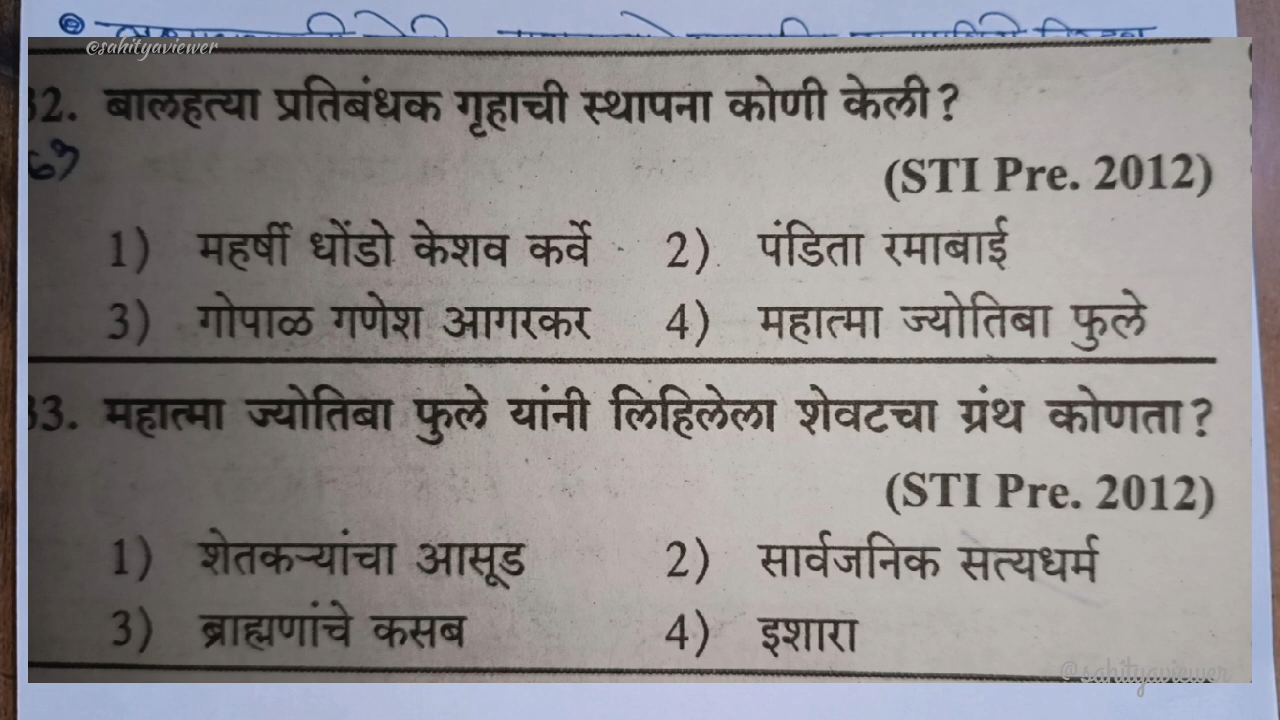 @sahityaviewer
32. बालहत्या प्रतिबंधक गृहाची स्थापना कोणी केली?
(STI Pre. 2012)
1) महर्षी धोंडो केशव कर्वे 2) पंडिता रमाबाई
3) गोपाळ गणेश आगरकर 4) महात्मा ज्योतिबा फुले
33. महात्मा ज्योतिबा फुले यांनी लिहिलेला शेवटचा ग्रंथ कोणता?
(STI Pre. 2012)
1) शेतकऱ्यांचा आसूड 2) सार्वजनिक सत्यधर्म
3) ब्राह्मणांचे कसब 4) इशारा
@sahityaviewer